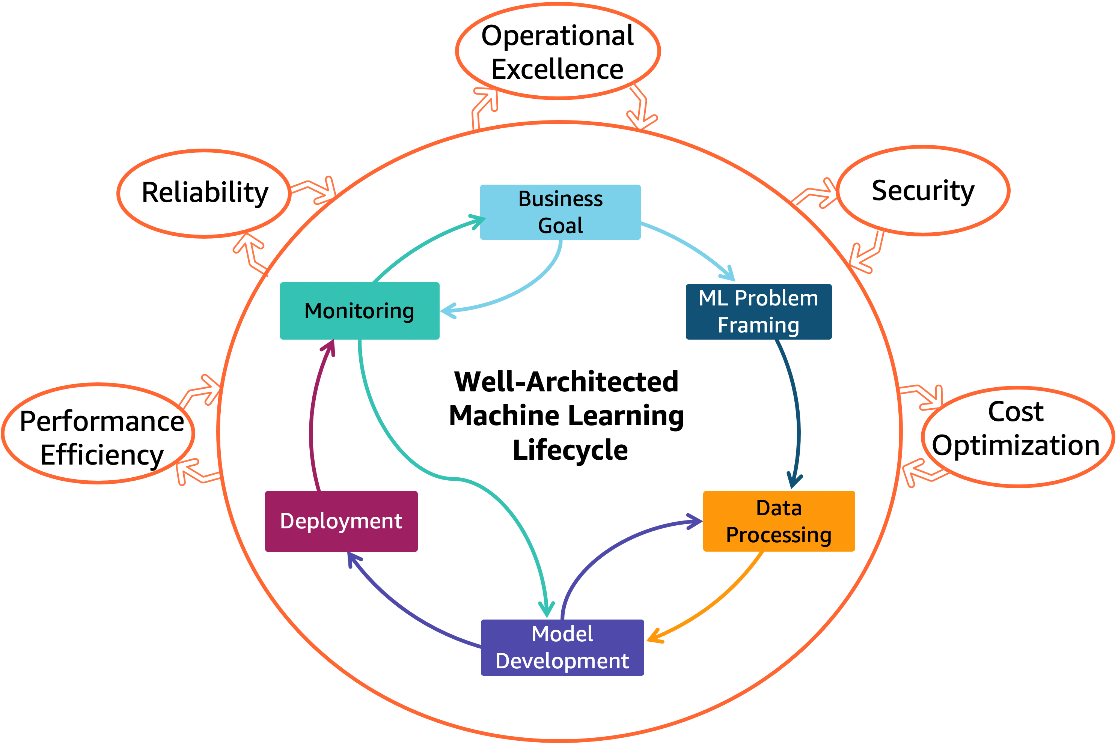 Operational
Excellence
Reliability
Security
Business
Goal
Monitoring
ML Problem
Framing
Well-Architected
Machine Learning
Lifecycle
Performance
Efficiency
Cost
Optimization
Deployment
Data
Processing
Model
Development